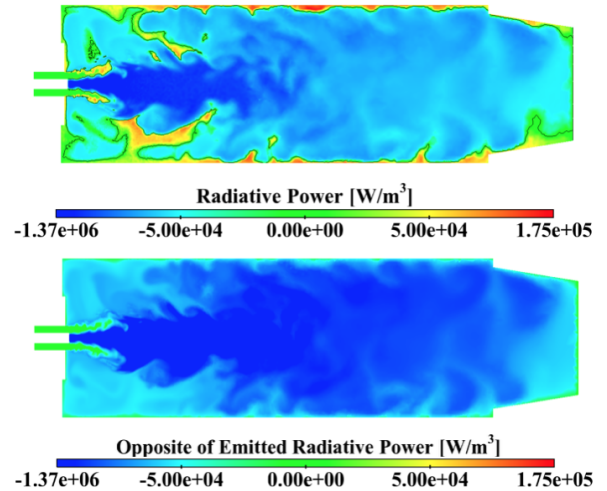 Radiative Power [W/m³]
-1.37e+06 -5.00e+04 0.00e+00 5.00e+04 1.75e+05
Opposite of Emitted Radiative Power [W/m³]
-1.37e+06 -5.00e+04 0.00e+00 5.00e+04 1.75e+05